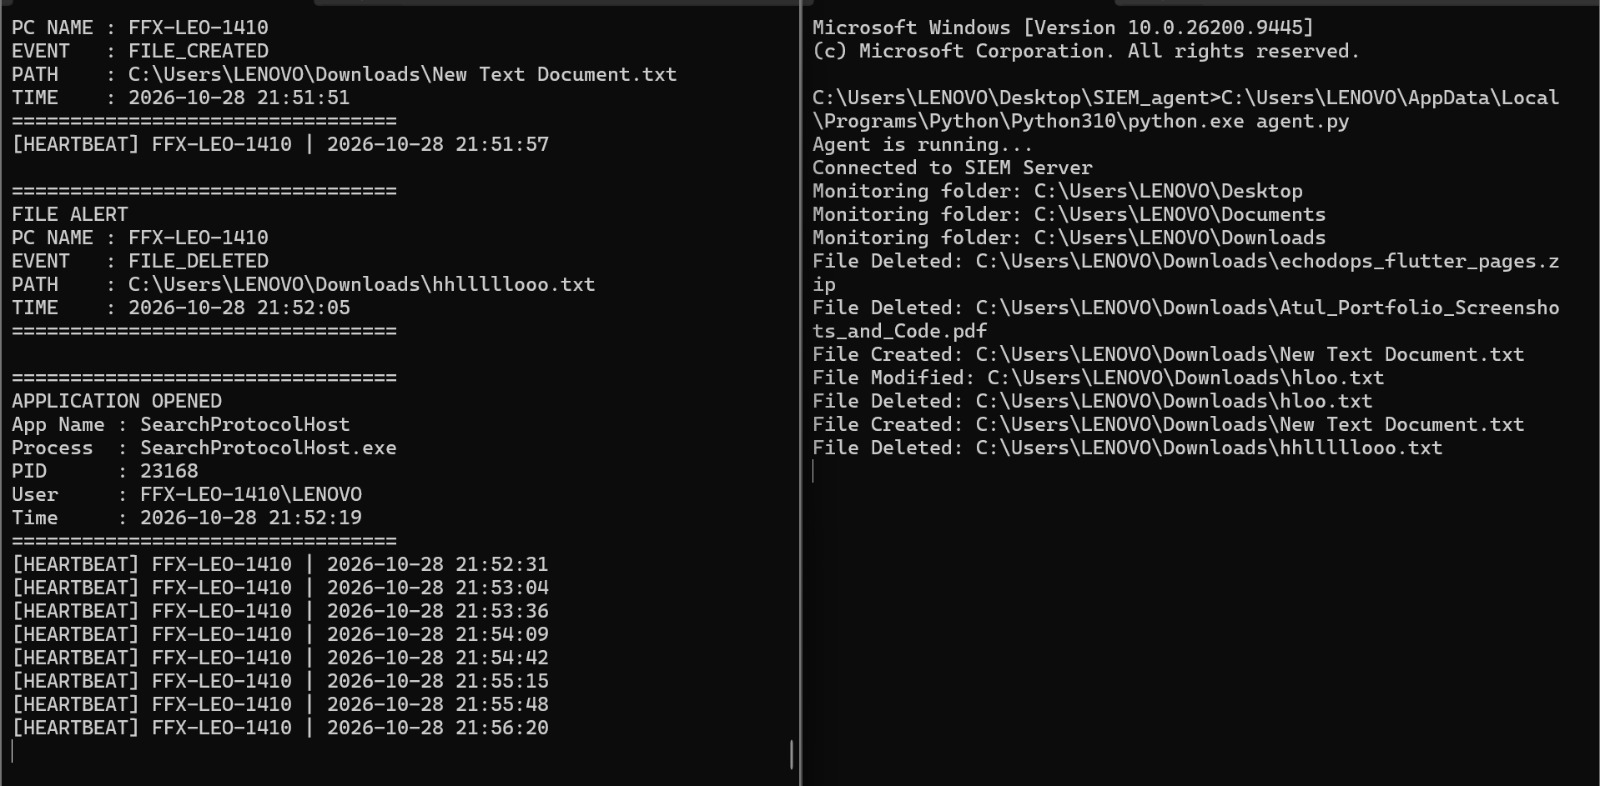 PC NAME : FFX-LEO-1410
EVENT   : FILE_CREATED
PATH    : C:\Users\LENOVO\Downloads\New Text Document.txt
TIME    : 2026-10-28 21:51:51
=================================
[HEARTBEAT] FFX-LEO-1410 | 2026-10-28 21:51:57

=================================
FILE ALERT
PC NAME : FFX-LEO-1410
EVENT   : FILE_DELETED
PATH    : C:\Users\LENOVO\Downloads\hhlllllooo.txt
TIME    : 2026-10-28 21:52:05
=================================

=================================
APPLICATION OPENED
App Name : SearchProtocolHost
Process  : SearchProtocolHost.exe
PID      : 23168
User     : FFX-LEO-1410\LENOVO
Time     : 2026-10-28 21:52:19
=================================
[HEARTBEAT] FFX-LEO-1410 | 2026-10-28 21:52:31
[HEARTBEAT] FFX-LEO-1410 | 2026-10-28 21:53:04
[HEARTBEAT] FFX-LEO-1410 | 2026-10-28 21:53:36
[HEARTBEAT] FFX-LEO-1410 | 2026-10-28 21:54:09
[HEARTBEAT] FFX-LEO-1410 | 2026-10-28 21:54:42
[HEARTBEAT] FFX-LEO-1410 | 2026-10-28 21:55:15
[HEARTBEAT] FFX-LEO-1410 | 2026-10-28 21:55:48
[HEARTBEAT] FFX-LEO-1410 | 2026-10-28 21:56:20
Microsoft Windows [Version 10.0.26200.9445]
(c) Microsoft Corporation. All rights reserved.

C:\Users\LENOVO\Desktop\SIEM_agent>C:\Users\LENOVO\AppData\Local
\Programs\Python\Python310\python.exe agent.py
Agent is running...
Connected to SIEM Server
Monitoring folder: C:\Users\LENOVO\Desktop
Monitoring folder: C:\Users\LENOVO\Documents
Monitoring folder: C:\Users\LENOVO\Downloads
File Deleted: C:\Users\LENOVO\Downloads\echodops_flutter_pages.z
ip
File Deleted: C:\Users\LENOVO\Downloads\Atul_Portfolio_Screensho
ts_and_Code.pdf
File Created: C:\Users\LENOVO\Downloads\New Text Document.txt
File Modified: C:\Users\LENOVO\Downloads\hloo.txt
File Deleted: C:\Users\LENOVO\Downloads\hloo.txt
File Created: C:\Users\LENOVO\Downloads\New Text Document.txt
File Deleted: C:\Users\LENOVO\Downloads\hhlllllooo.txt